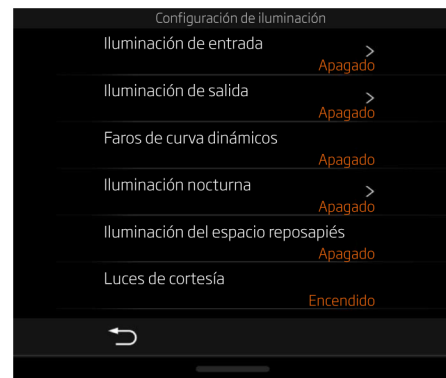 Configuración de iluminación
Iluminación de entrada
Apagado
Iluminación de salida
Apagado
Faros de curva dinámicos
Apagado
Iluminación nocturna
Apagado
Iluminación del espacio reposapiés
Apagado
Luces de cortesía
Encendido